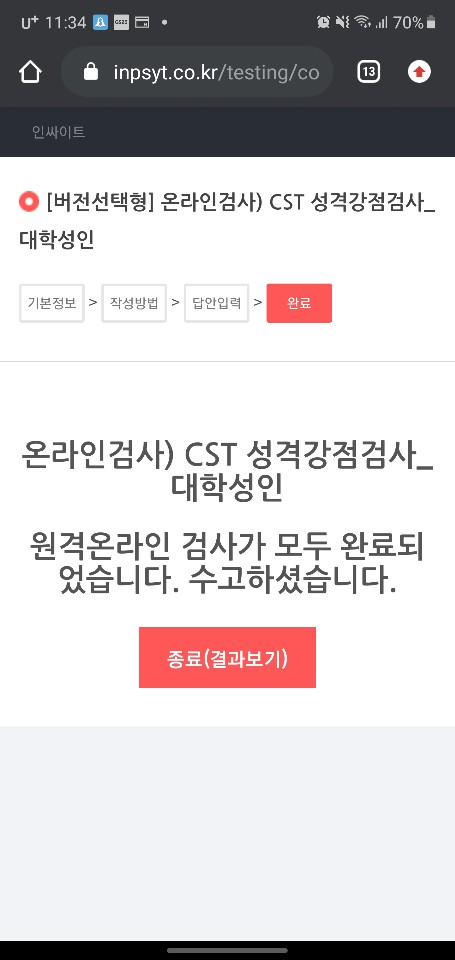 U+ 11:34 GS25 70%
inpsyt.co.kr/testing/co 13
인싸이트
[버전선택형] 온라인검사) CST 성격강점검사_
대학성인
기본정보 > 작성방법 > 답안입력 > 완료
온라인검사) CST 성격강점검사_
대학성인
원격온라인 검사가 모두 완료되
었습니다. 수고하셨습니다.
종료(결과보기)